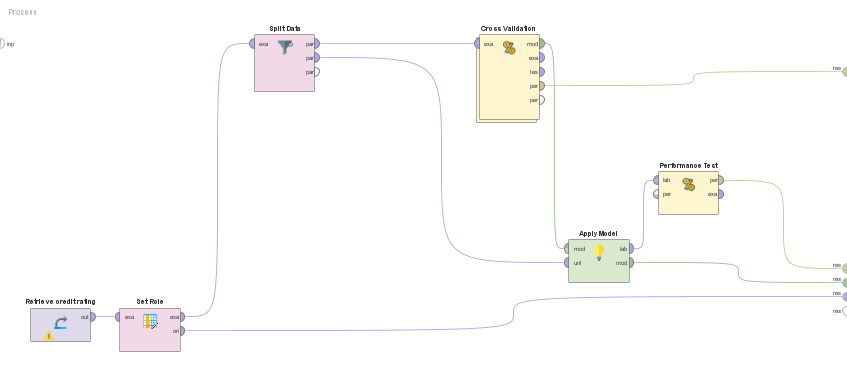 Process
inp
Split Data
exa
par
par
par
Cross Validation
exa
mod
exa
tes
per
per
res
Performance Test
lab
per
per
exa
Apply Model
mod
unl
lab
mod
res
res
res
res
Retrieve credit rating
out
Set Role
exa
exa
ori